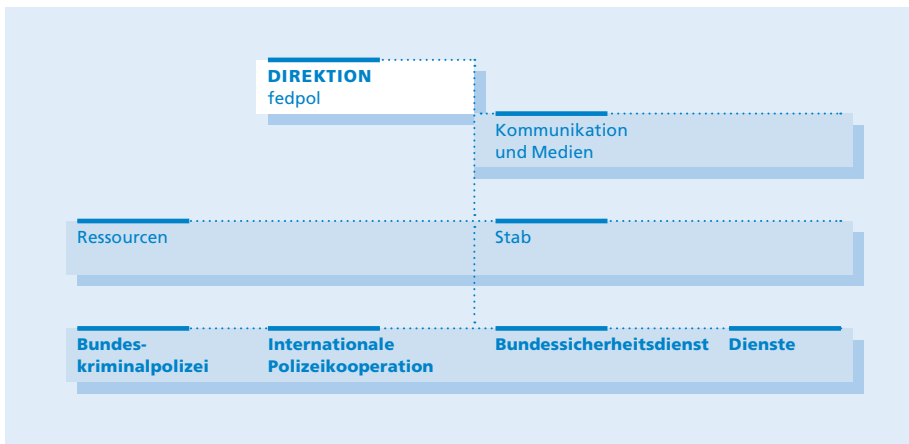 DIREKTION
fedpol
Kommunikation
und Medien
Ressourcen
Stab
Bundes-
kriminalpolizei
Internationale
Polizeikooperation
Bundessicherheitsdienst
Dienste